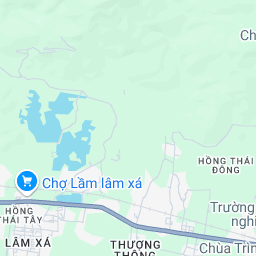 Ch
HỒNG THÁI
ĐÔNG
Chợ Lầm lâm xá
HỒNG
THÁI TÂY
Trường
nghi
LÂM XÁ
THƯỢNG
THÔNG
Chùa Trìn